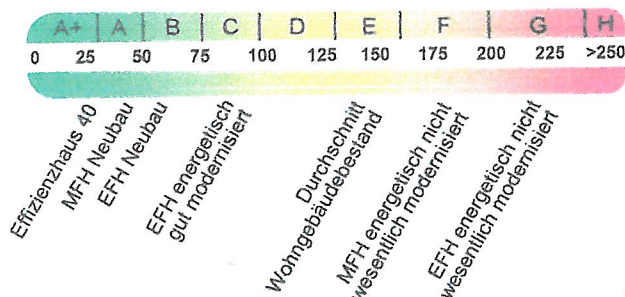 A+ A B C D E F G H
0 25 50 75 100 125 150 175 200 225 >250
Effizienzhaus 40
MFH Neubau
EFH Neubau
EFH energetisch
gut modernisiert
Durchschnitt
Wohngebäudebestand
MFH energetisch nicht
wesentlich modernisiert
EFH energetisch nicht
wesentlich modernisiert